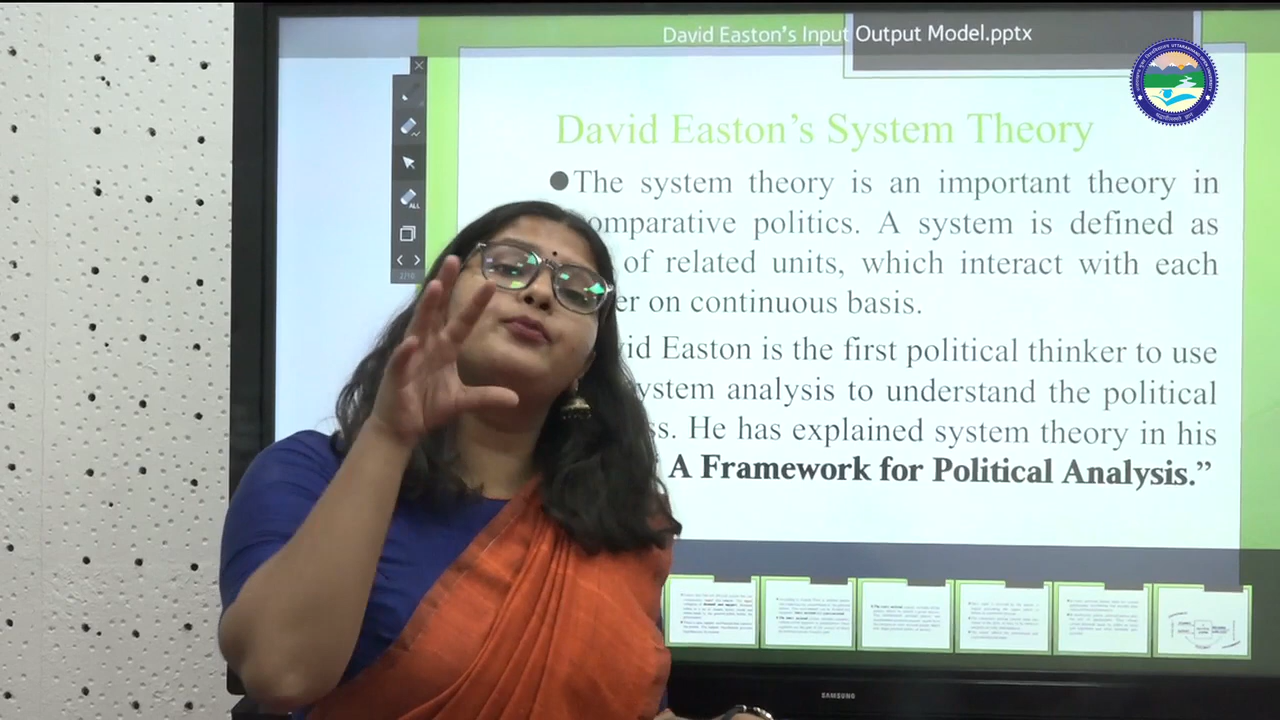 David Easton's Input Output Model.pptx
David Easton's System Theory
●The system theory is an important theory in
omparative politics. A system is defined as
of related units, which interact with each
er on continuous basis.
vid Easton is the first political thinker to use
ystem analysis to understand the political
ss. He has explained system theory in his
A Framework for Political Analysis."
ALL
2/10
SAMSUNG